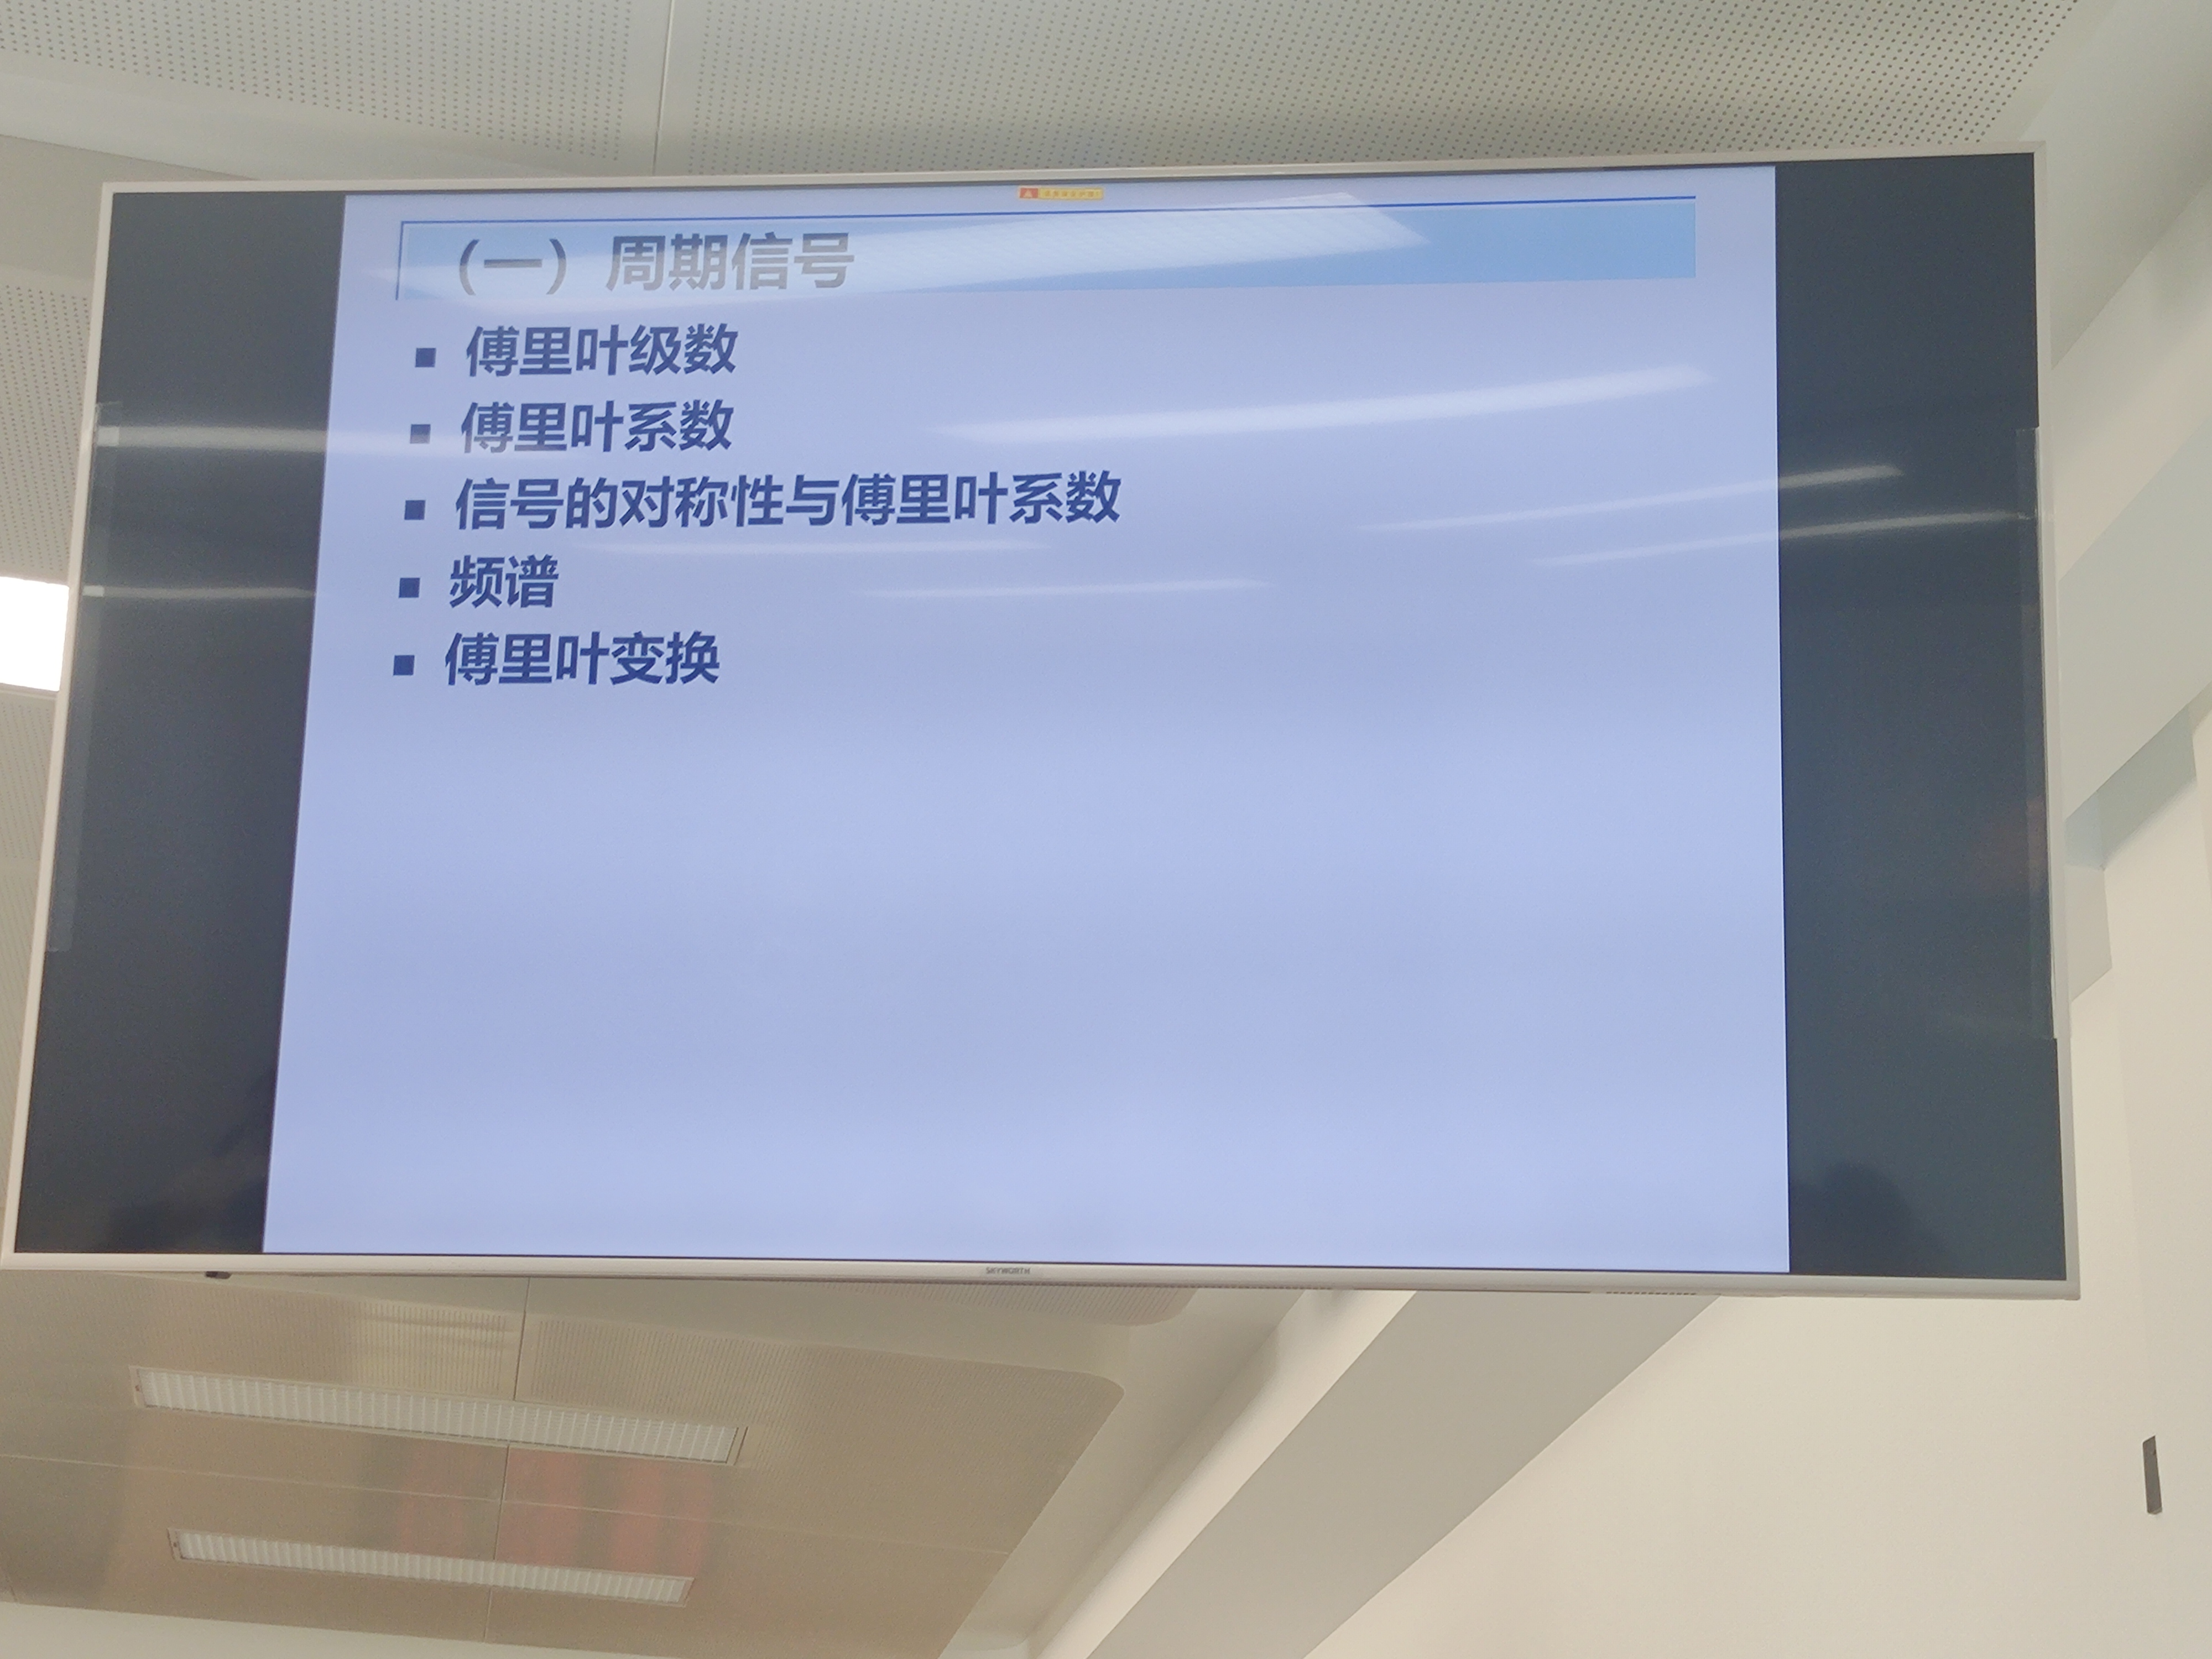 （一）周期信号
▪ 傅里叶级数
▪ 傅里叶系数
▪ 信号的对称性与傅里叶系数
▪ 频谱
▪ 傅里叶变换
SKYWORTH